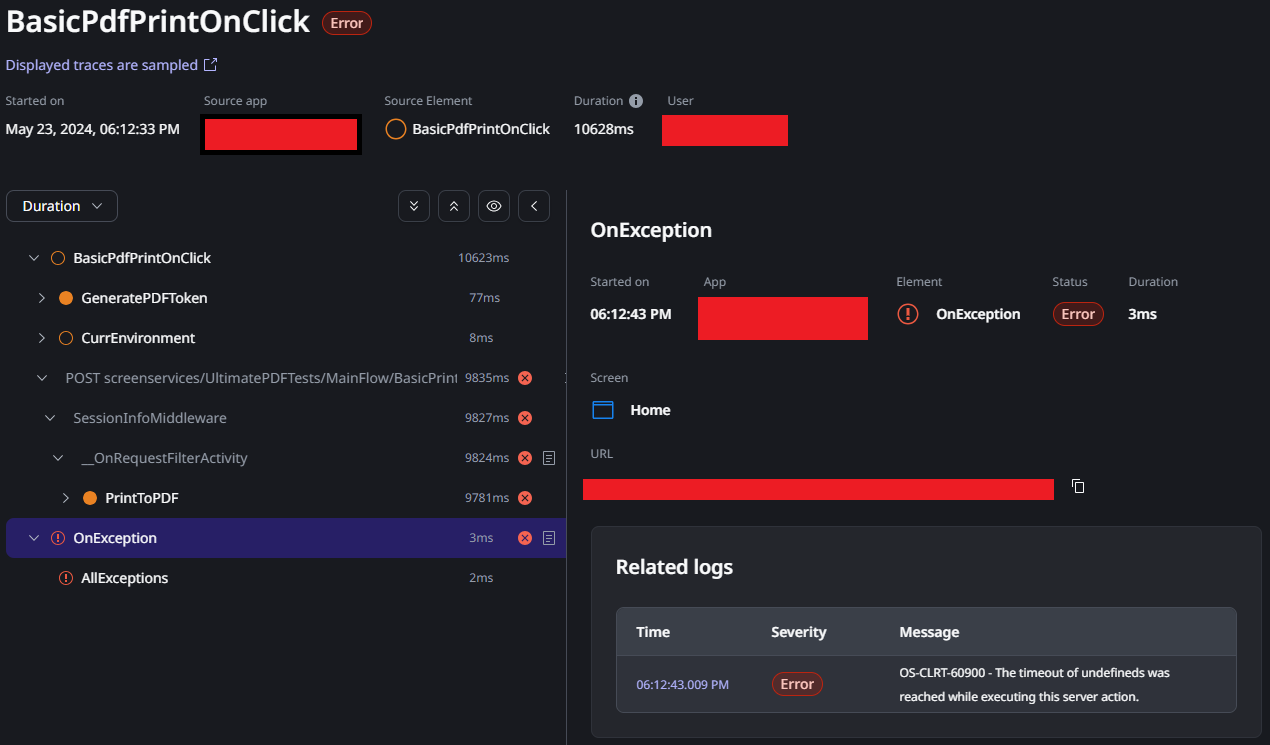 BasicPdfPrintOnClick Error
Displayed traces are sampled
Started on Source app Source Element Duration User
May 23, 2024, 06:12:33 PM BasicPdfPrintOnClick 10628ms
Duration
BasicPdfPrintOnClick 10623ms
GeneratePDFToken 77ms
CurrEnvironment 8ms
POST screenservices/UltimatePDFTests/MainFlow/BasicPrint 9835ms
SessionInfoMiddleware 9827ms
__OnRequestFilterActivity 9824ms
PrintToPDF 9781ms
OnException 3ms
AllExceptions 2ms
OnException
Started on App Element Status Duration
06:12:43 PM OnException Error 3ms
Screen
Home
URL
Related logs
Time Severity Message
06:12:43.009 PM Error OS-CLRT-60900 - The timeout of undefineds was
reached while executing this server action.